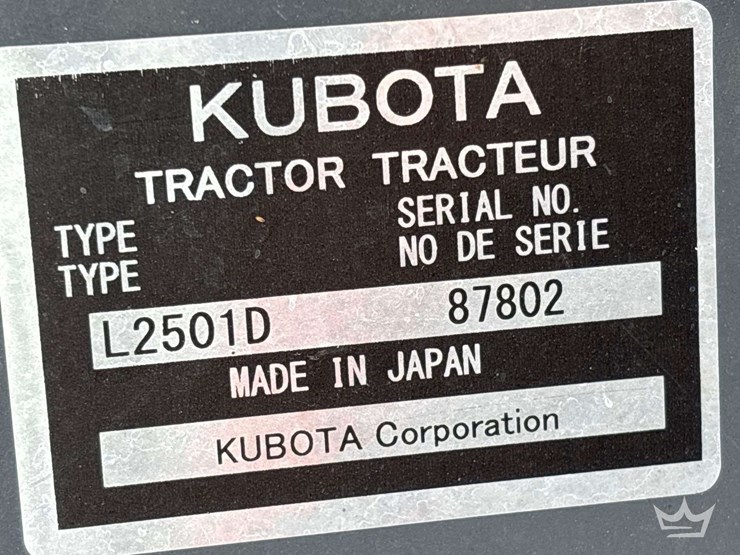 KUBOTA
TRACTOR TRACTEUR
TYPE SERIAL NO.
TYPE NO DE SERIE
L2501D 87802
MADE IN JAPAN
KUBOTA Corporation